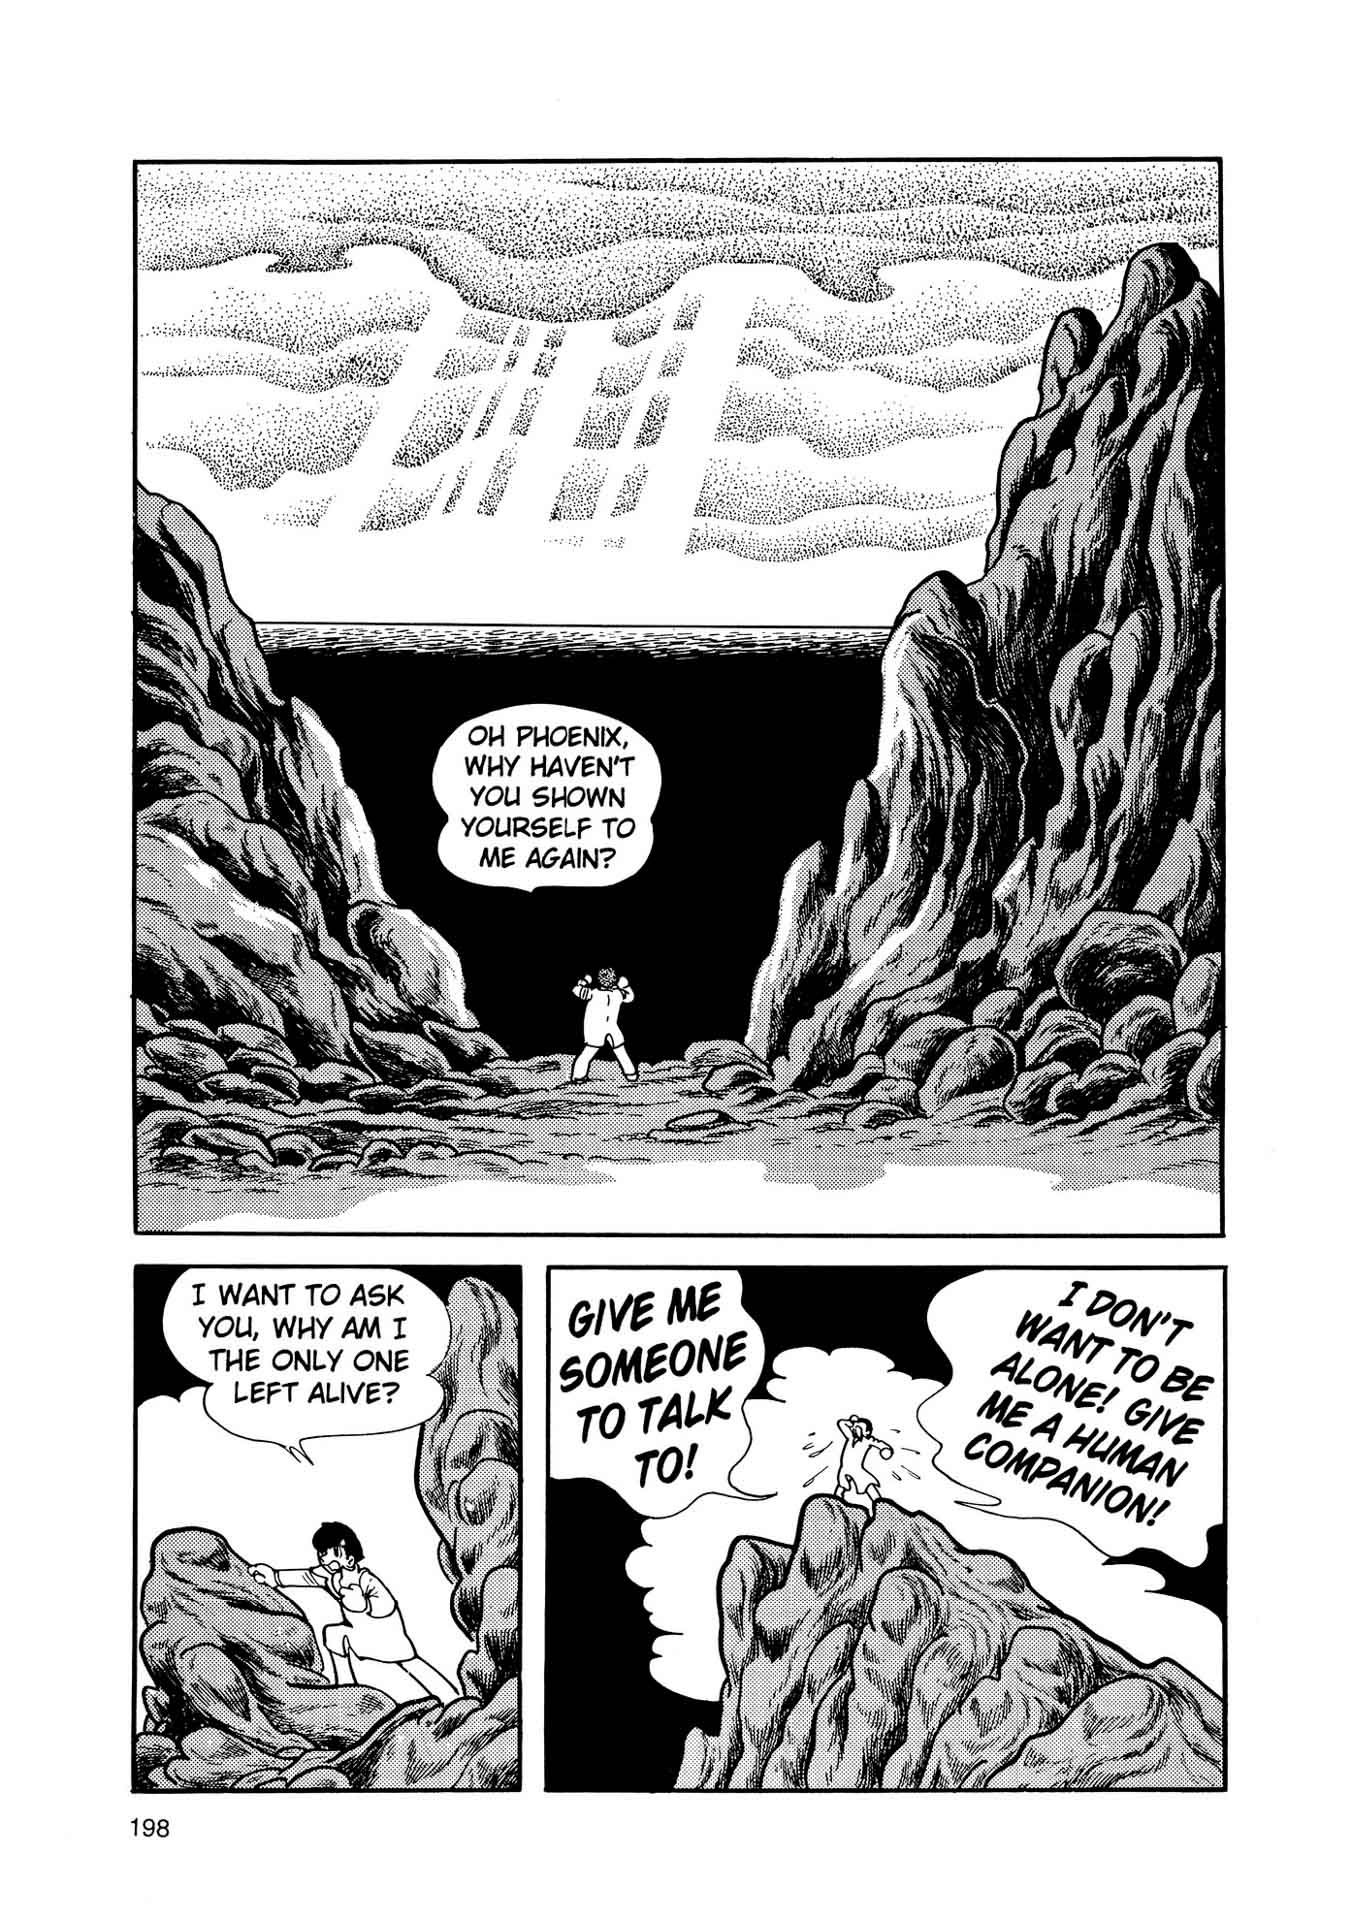 OH PHOENIX,
WHY HAVEN'T
YOU SHOWN
YOURSELF TO
ME AGAIN?
I WANT TO ASK
YOU, WHY AM I
THE ONLY ONE
LEFT ALIVE?
GIVE ME
SOMEONE
TO TALK
TO!
I DON'T
WANT TO BE
ALONE! GIVE
ME A HUMAN
COMPANION!
198